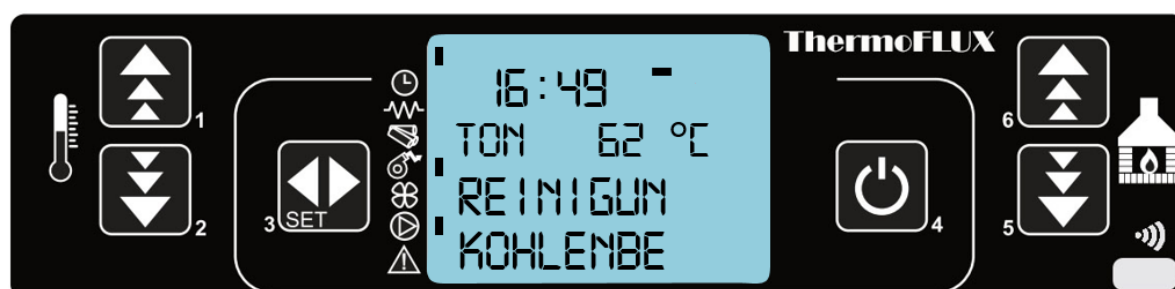 ThermoFLUX
16:49
TON 62 °C
REINIGUN
KOHLENBE
1
2
3 SET
4
5
6